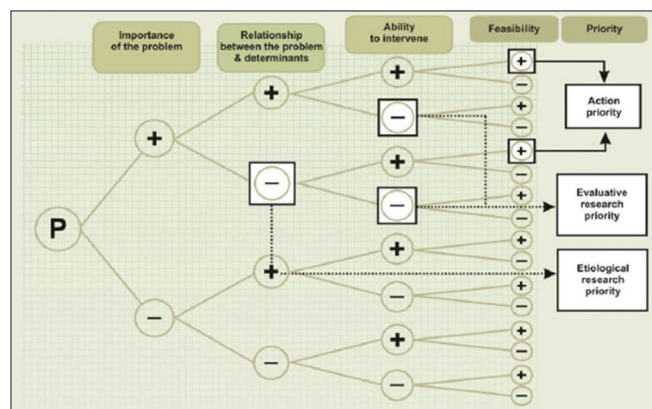 Importance
of the problem
Relationship
between the problem
& determinants
Ability
to intervene
Feasibility
Priority
P
+
−
+
−
+
−
+
−
+
−
+
−
+
−
+
−
+
−
+
−
+
−
+
−
+
−
+
−
+
−
Action
priority
Evaluative
research
priority
Etiological
research
priority